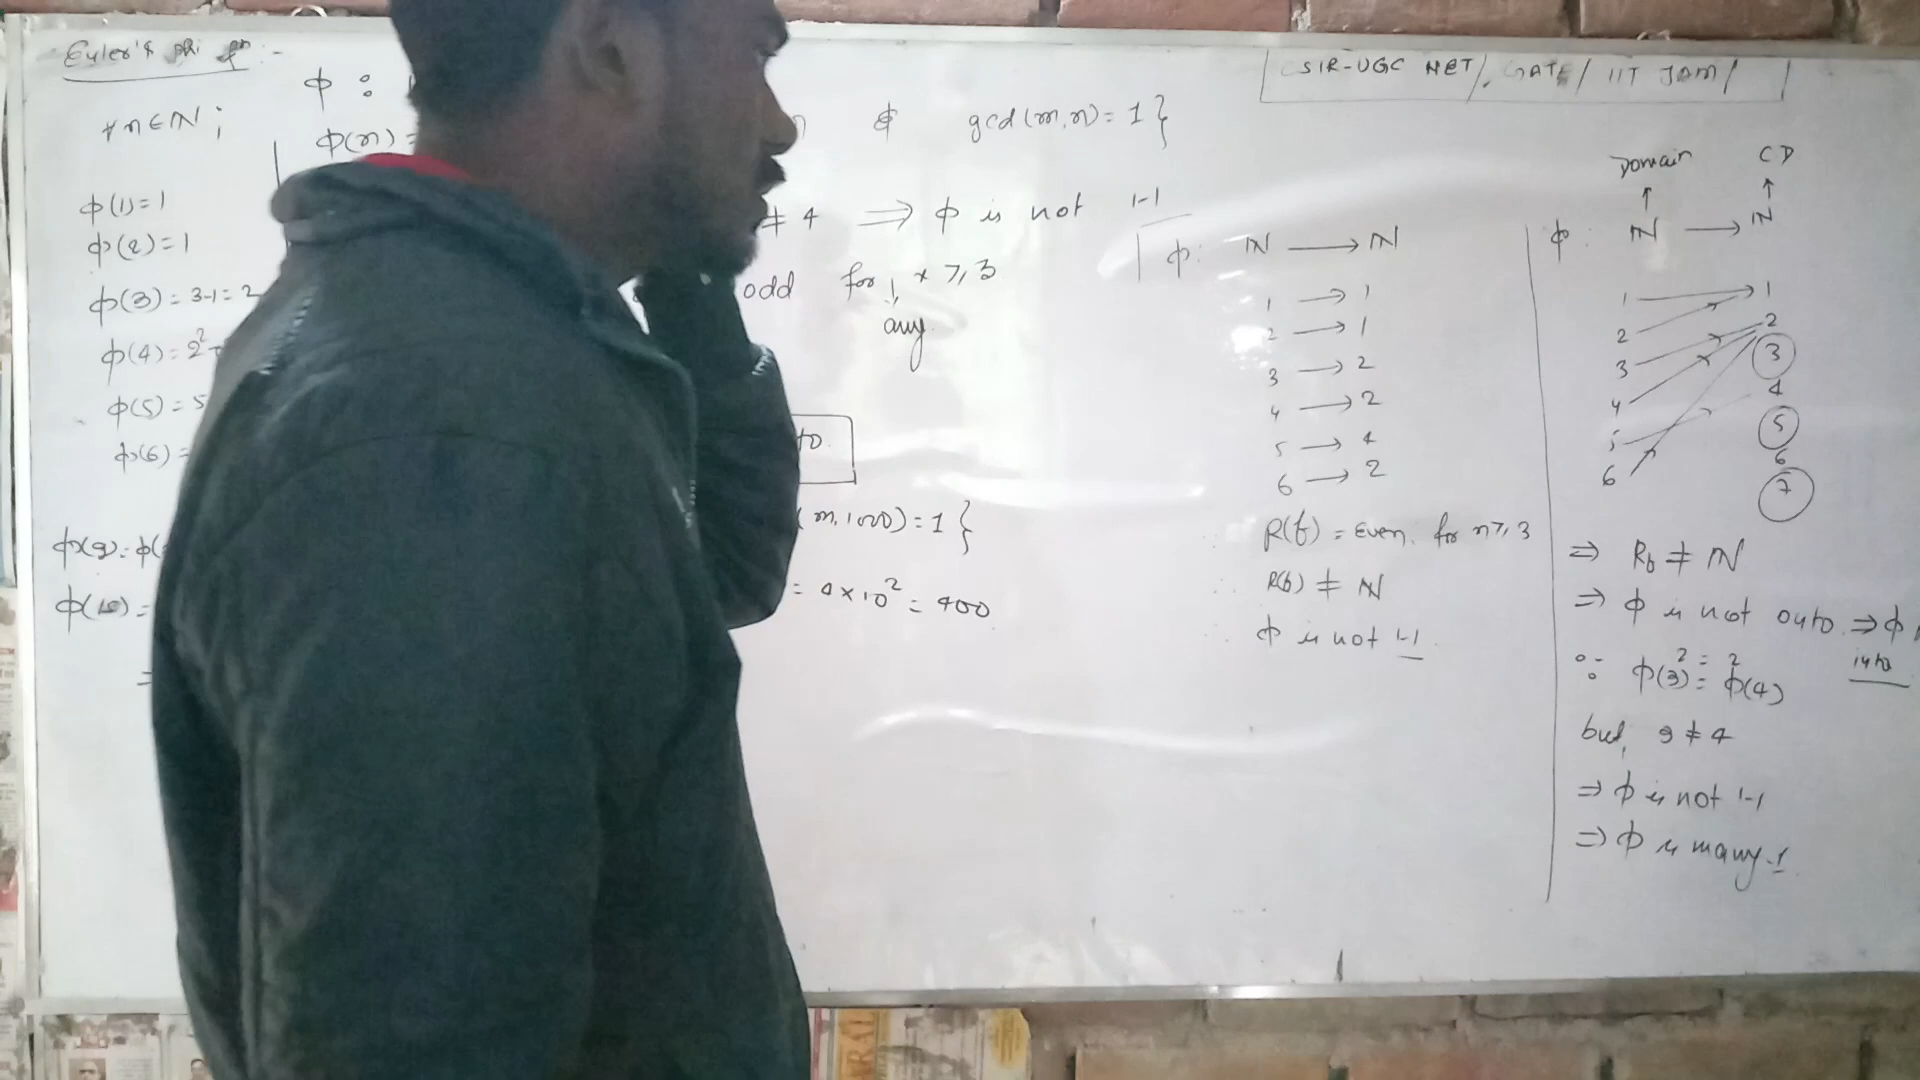 Euler's phi fn :-
φ :
∀ n ∈ N ;
φ(n) =
& gcd(m,n) = 1 }
φ(1) = 1
φ(2) = 1
φ(3) = 3-1 = 2
φ(4) = 2²
φ(5) = 5
φ(6) =
≠ 4 ⟹ φ is not 1-1
odd for any x ≥ 3
to
(m,1000) = 1 }
= 4 × 10² = 400
CSIR-UGC NET/ GATE/ IIT JAM/
φ : N → N
1 → 1
2 → 1
3 → 2
4 → 2
5 → 4
6 → 2
R(f) = Even for n ≥ 3
≠ N
φ is not 1-1
Domain CD
↑ ↑
φ : N → N
1 1
2 2
3 3
4 4
5 5
6 6
7
⇒ ≠ N
⇒ φ is not onto ⇒ φ
into
∵ φ(3) = φ(4)
2 = 2
but, 3 ≠ 4
⇒ φ is not 1-1
⇒ φ is many-1